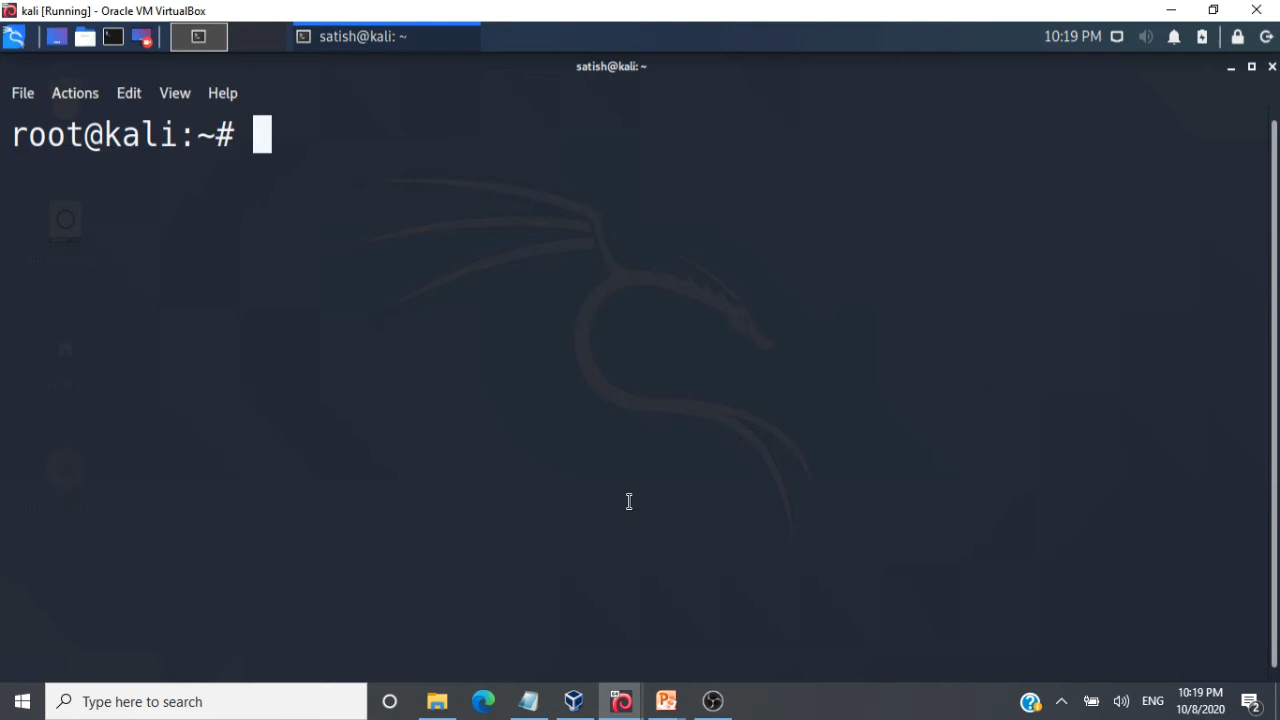 kali [Running] - Oracle VM VirtualBox
satish@kali: ~
10:19 PM
satish@kali: ~
File Actions Edit View Help
root@kali:~#
Type here to search
ENG
10:19 PM
10/8/2020
2